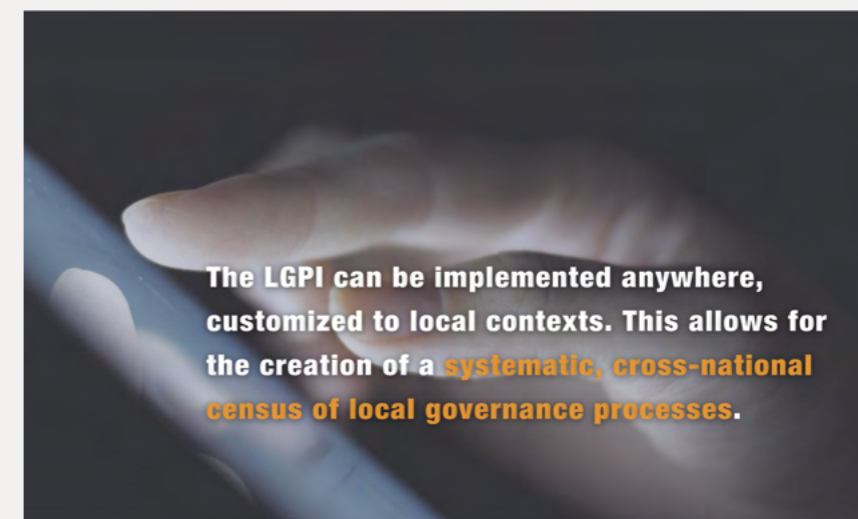 The LGPI can be implemented anywhere,
customized to local contexts. This allows for
the creation of a systematic, cross-national
census of local governance processes.